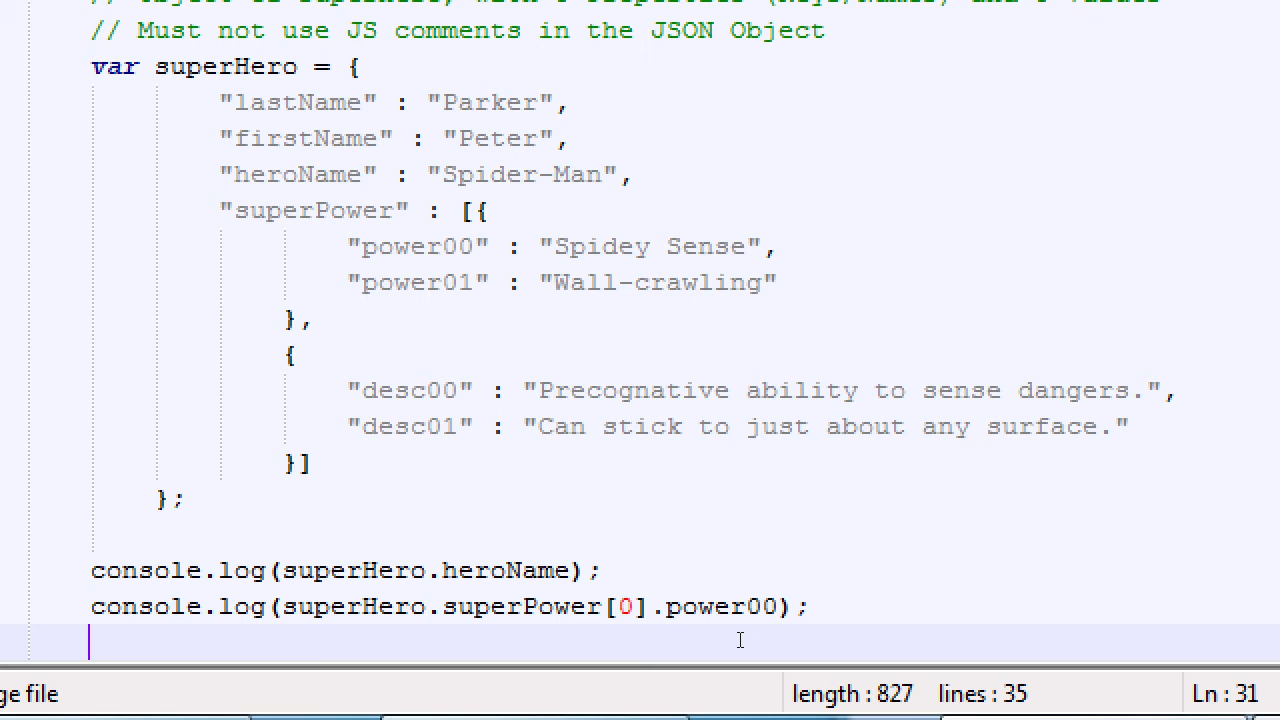 // Must not use JS comments in the JSON Object
var superHero = {
"lastName" : "Parker",
"firstName" : "Peter",
"heroName" : "Spider-Man",
"superPower" : [{
"power00" : "Spidey Sense",
"power01" : "Wall-crawling"
},
{
"desc00" : "Precognative ability to sense dangers.",
"desc01" : "Can stick to just about any surface."
}]
};
console.log(superHero.heroName);
console.log(superHero.superPower[0].power00);
ge file length : 827 lines : 35 Ln : 31